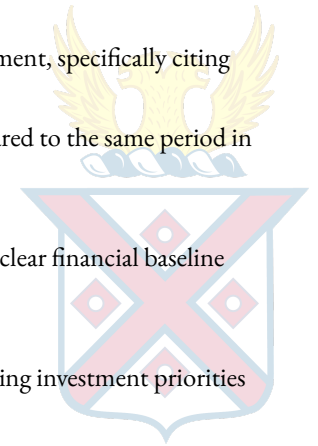 ment, specifically citing
ared to the same period in
clear financial baseline
ing investment priorities